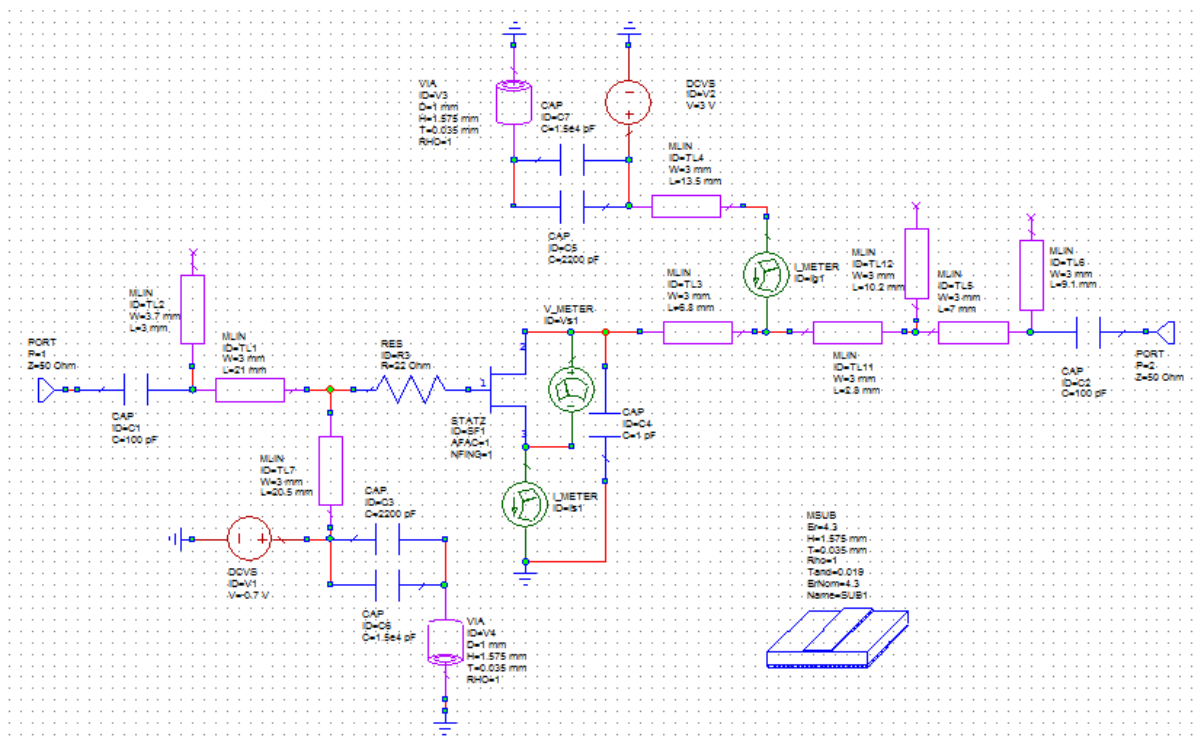 VIA
ID=V3
D=1 mm
H=1.575 mm
T=0.035 mm
RHO=1
CAP
ID=C7
C=1.5e4 pF
DCVS
ID=V2
V=3 V
MLIN
ID=TL4
W=3 mm
L=13.5 mm
CAP
ID=C5
C=2200 pF
MLIN
ID=TL2
W=3.7 mm
L=3 mm
I_METER
ID=Ig1
MLIN
ID=TL12
W=3 mm
L=10.2 mm
MLIN
ID=TL5
W=3 mm
L=7 mm
MLIN
ID=TL6
W=3 mm
L=9.1 mm
MLIN
ID=TL3
W=3 mm
L=6.8 mm
V_METER
ID=Vs1
PORT
P=1
Z=50 Ohm
MLIN
ID=TL1
W=3 mm
L=21 mm
RES
ID=R3
R=22 Ohm
2
1
3
MLIN
ID=TL11
W=3 mm
L=2.8 mm
PORT
P=2
Z=50 Ohm
CAP
ID=C2
C=100 pF
CAP
ID=C1
C=100 pF
STATZ
ID=SF1
AFAC=1
NFING=1
CAP
ID=C4
C=1 pF
MLIN
ID=TL7
W=3 mm
L=20.5 mm
CAP
ID=C3
C=2200 pF
I_METER
ID=Is1
DCVS
ID=V1
V=-0.7 V
CAP
ID=C6
C=1.5e4 pF
VIA
ID=V4
D=1 mm
H=1.575 mm
T=0.035 mm
RHO=1
MSUB
Er=4.3
H=1.575 mm
T=0.035 mm
Rho=1
Tand=0.019
ErNom=4.3
Name=SUB1